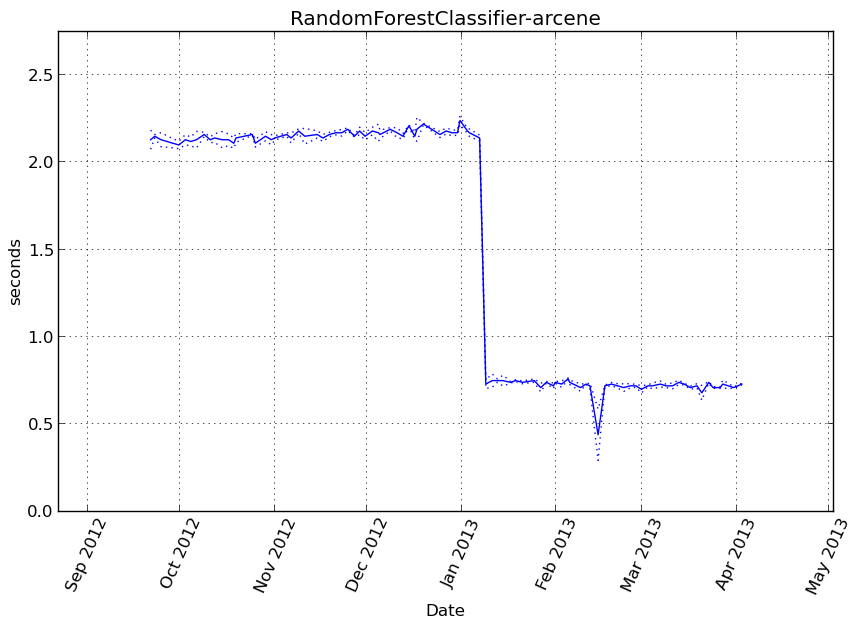 RandomForestClassifier-arcene
2.5
2.0
1.5
1.0
0.5
0.0
seconds
Sep 2012
Oct 2012
Nov 2012
Dec 2012
Jan 2013
Feb 2013
Mar 2013
Apr 2013
May 2013
Date